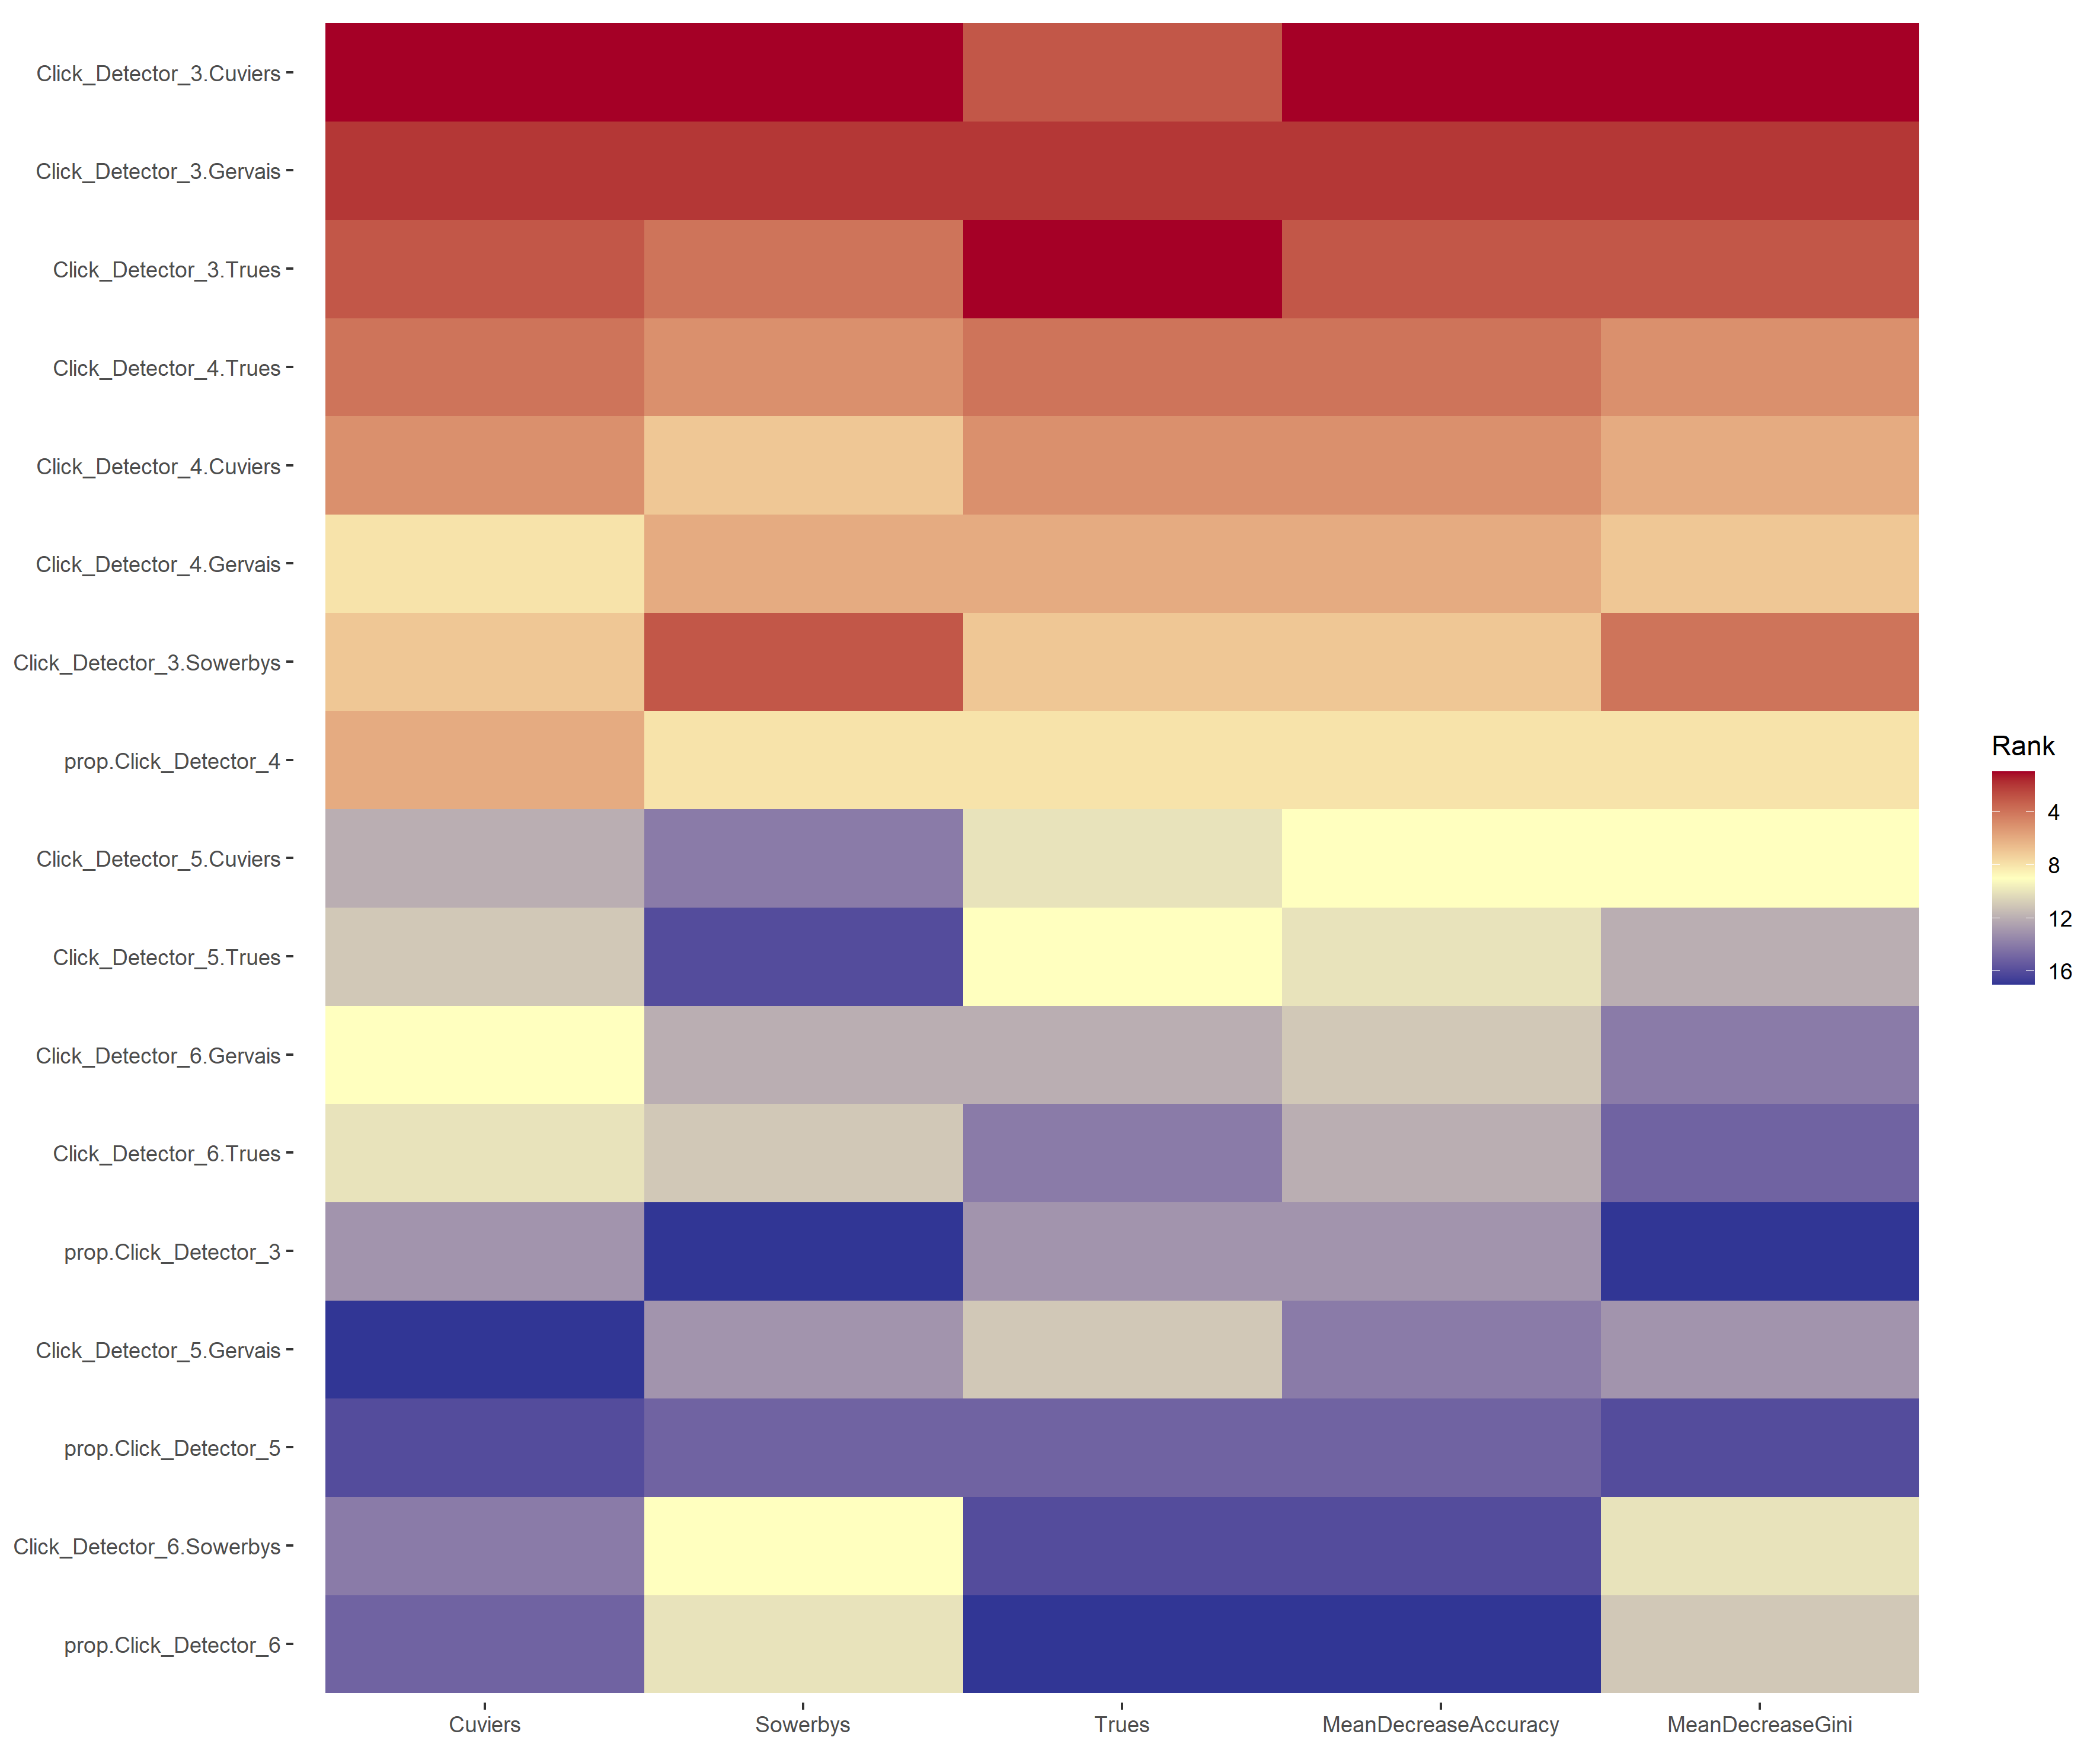 Click_Detector_3.Cuviers
Click_Detector_3.Gervais
Click_Detector_3.Trues
Click_Detector_4.Trues
Click_Detector_4.Cuviers
Click_Detector_4.Gervais
Click_Detector_3.Sowerbys
prop.Click_Detector_4
Click_Detector_5.Cuviers
Click_Detector_5.Trues
Click_Detector_6.Gervais
Click_Detector_6.Trues
prop.Click_Detector_3
Click_Detector_5.Gervais
prop.Click_Detector_5
Click_Detector_6.Sowerbys
prop.Click_Detector_6
Cuviers
Sowerbys
Trues
MeanDecreaseAccuracy
MeanDecreaseGini
Rank
4
8
12
16